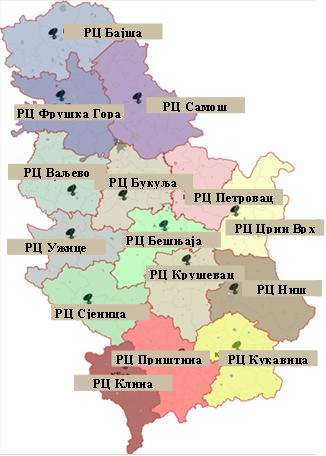 РЦ Бајша
РЦ Самош
РЦ Фрушка Гора
РЦ Ваљево
РЦ Букуља
РЦ Петровац
РЦ Црни Врх
РЦ Бешњаја
РЦ Ужице
РЦ Крушевац
РЦ Ниш
РЦ Сјеница
РЦ Приштина
РЦ Кукавица
РЦ Клина